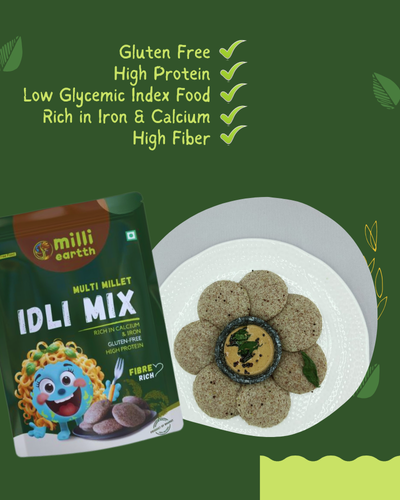 Gluten Free
High Protein
Low Glycemic Index Food
Rich in Iron & Calcium
High Fiber
milli
eartth
MULTI MILLET
IDLI MIX
RICH IN CALCIUM
& IRON
GLUTEN-FREE
HIGH PROTEIN
FIBRE
RICH